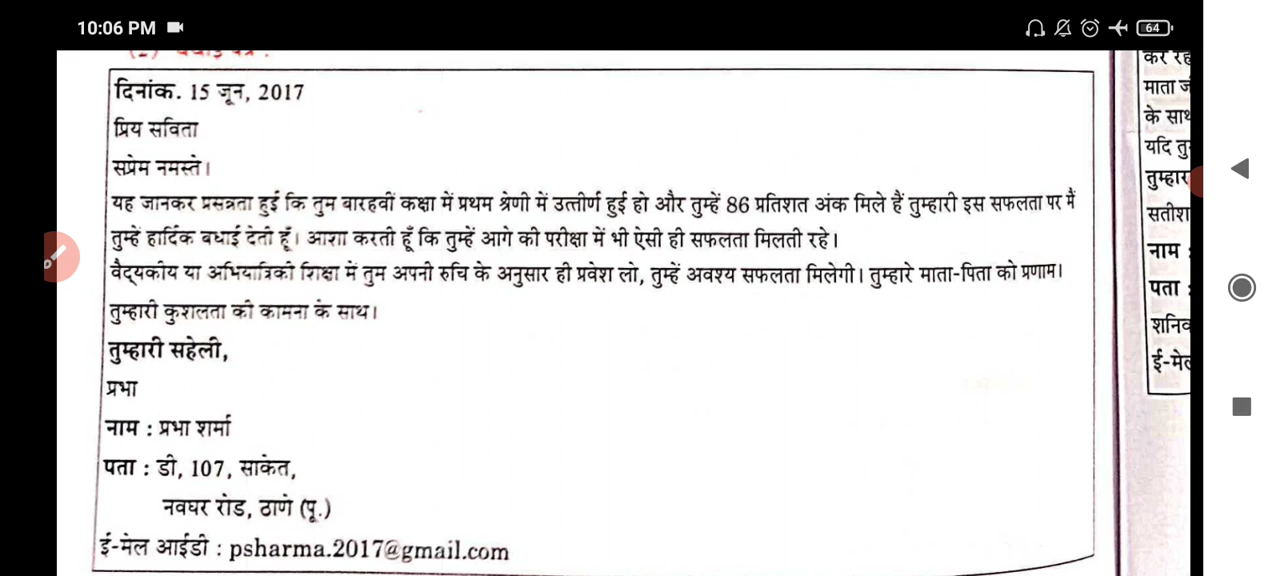 10:06 PM
64
दिनांक. 15 जून, 2017
प्रिय सविता
सप्रेम नमस्ते।
यह जानकर प्रसन्नता हुई कि तुम बारहवीं कक्षा में प्रथम श्रेणी में उत्तीर्ण हुई हो और तुम्हें 86 प्रतिशत अंक मिले हैं तुम्हारी इस सफलता पर मैं
तुम्हें हार्दिक बधाई देती हूँ। आशा करती हूँ कि तुम्हें आगे की परीक्षा में भी ऐसी ही सफलता मिलती रहे।
वैद्यकीय या अभियात्रिकी शिक्षा में तुम अपनी रुचि के अनुसार ही प्रवेश लो, तुम्हें अवश्य सफलता मिलेगी। तुम्हारे माता-पिता को प्रणाम।
तुम्हारी कुशलता की कामना के साथ।
तुम्हारी सहेली,
प्रभा
नाम : प्रभा शर्मा
पता : डी, 107, साकेत,
नवघर रोड, ठाणे (पू.)
ई-मेल आईडी : psharma.2017@gmail.com
कर
माता
के साथ
यदि
सतीश
नाम :
पता :